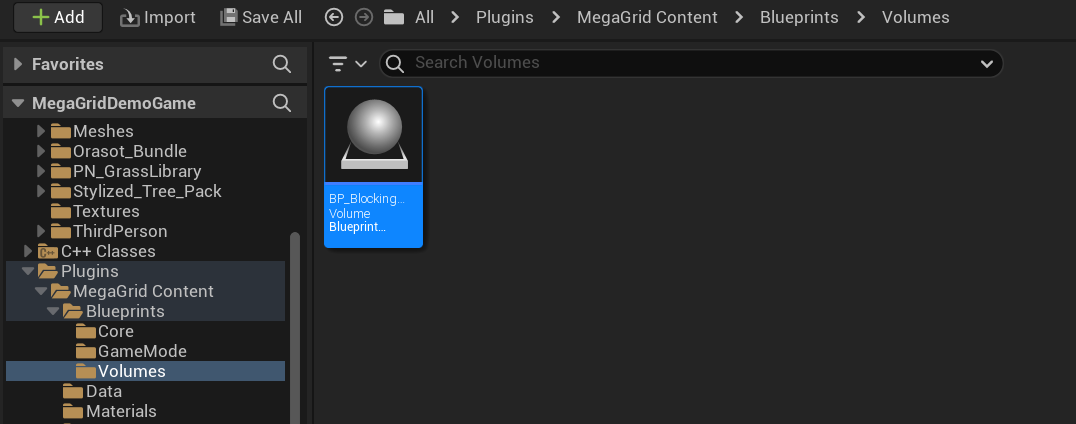 Add Import Save All All Plugins MegaGrid Content Blueprints Volumes
Favorites
Search Volumes
MegaGridDemoGame
Meshes
Orasot_Bundle
PN_GrassLibrary
Stylized_Tree_Pack
Textures
ThirdPerson
C++ C++ Classes
Plugins
MegaGrid Content
Blueprints
Core
GameMode
Volumes
Data
Materials
BP_Blocking...
Volume
Blueprint...